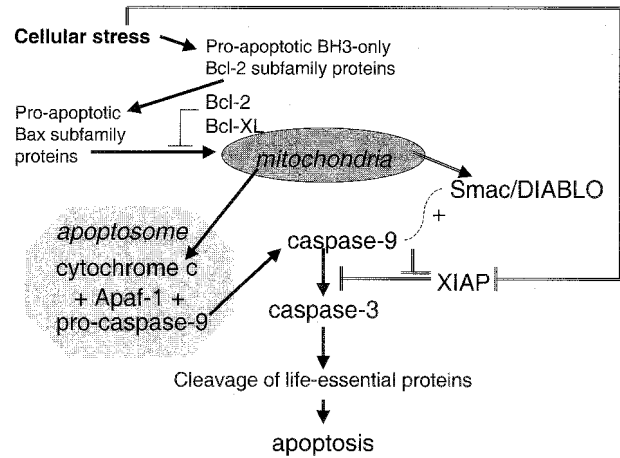 Cellular stress
Pro-apoptotic BH3-only
Bcl-2 subfamily proteins
Pro-apoptotic
Bax subfamily
proteins
Bcl-2
Bcl-XL
mitochondria
Smac/DIABLO
+
apoptosome
cytochrome c
+ Apaf-1 +
pro-caspase-9
caspase-9
XIAP
caspase-3
Cleavage of life-essential proteins
apoptosis